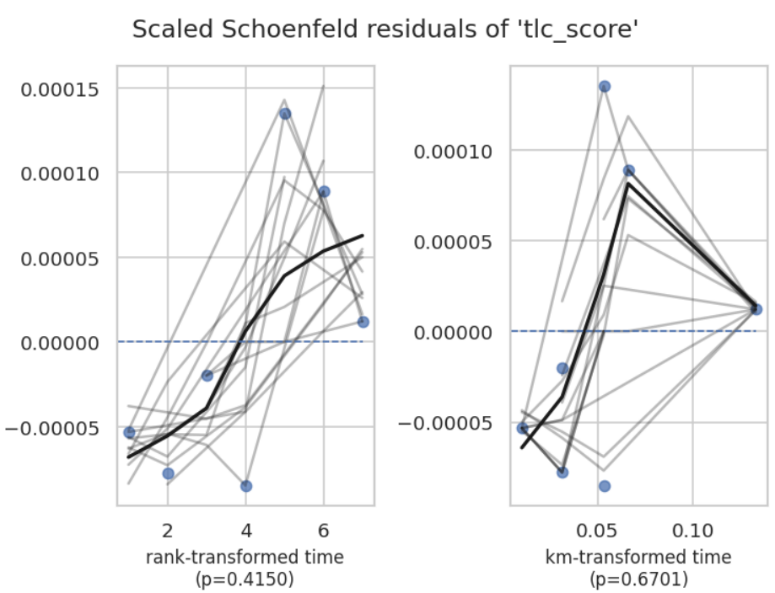 Scaled Schoenfeld residuals of 'tlc_score'
0.00015
0.00010
0.00005
0.00000
−0.00005
2 4 6
rank-transformed time
(p=0.4150)
0.00010
0.00005
0.00000
−0.00005
0.05 0.10
km-transformed time
(p=0.6701)